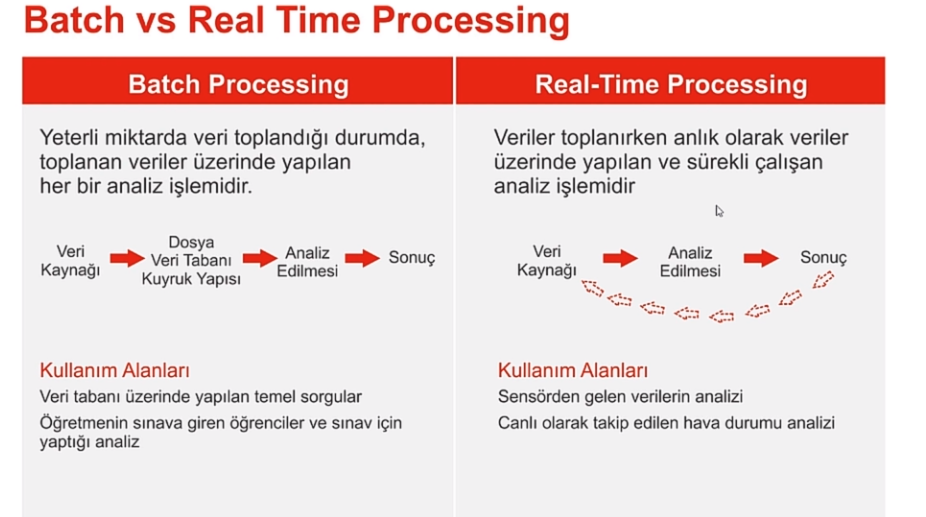 Batch vs Real Time Processing
Batch Processing
Yeterli miktarda veri toplandığı durumda,
toplanan veriler üzerinde yapılan
her bir analiz işlemidir.
Veri
Kaynağı
Dosya
Veri Tabanı
Kuyruk Yapısı
Analiz
Edilmesi
Sonuç
Kullanım Alanları
Veri tabanı üzerinde yapılan temel sorgular
Öğretmenin sınava giren öğrenciler ve sınav için
yaptığı analiz
Real-Time Processing
Veriler toplanırken anlık olarak veriler
üzerinde yapılan ve sürekli çalışan
analiz işlemidir
Veri
Kaynağı
Analiz
Edilmesi
Sonuç
Kullanım Alanları
Sensörden gelen verilerin analizi
Canlı olarak takip edilen hava durumu analizi